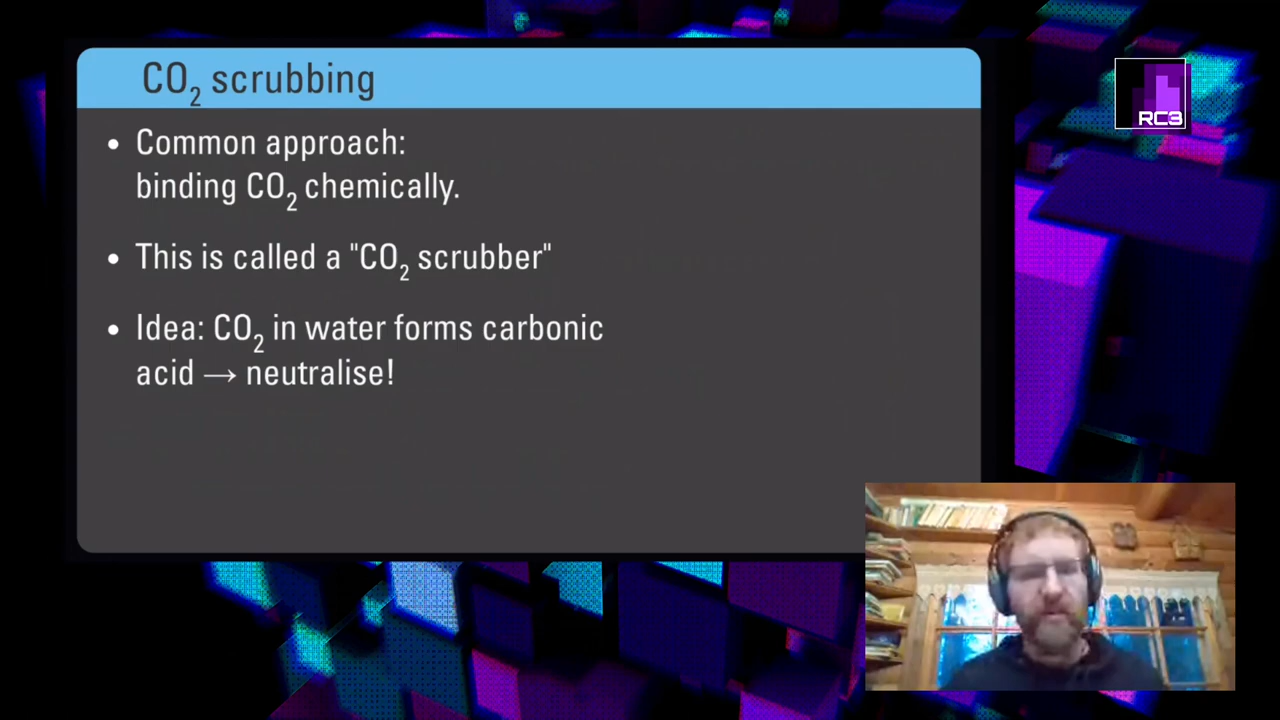 CO₂ scrubbing
• Common approach:
binding CO₂ chemically.
• This is called a "CO₂ scrubber"
• Idea: CO₂ in water forms carbonic
acid → neutralise!
RC3